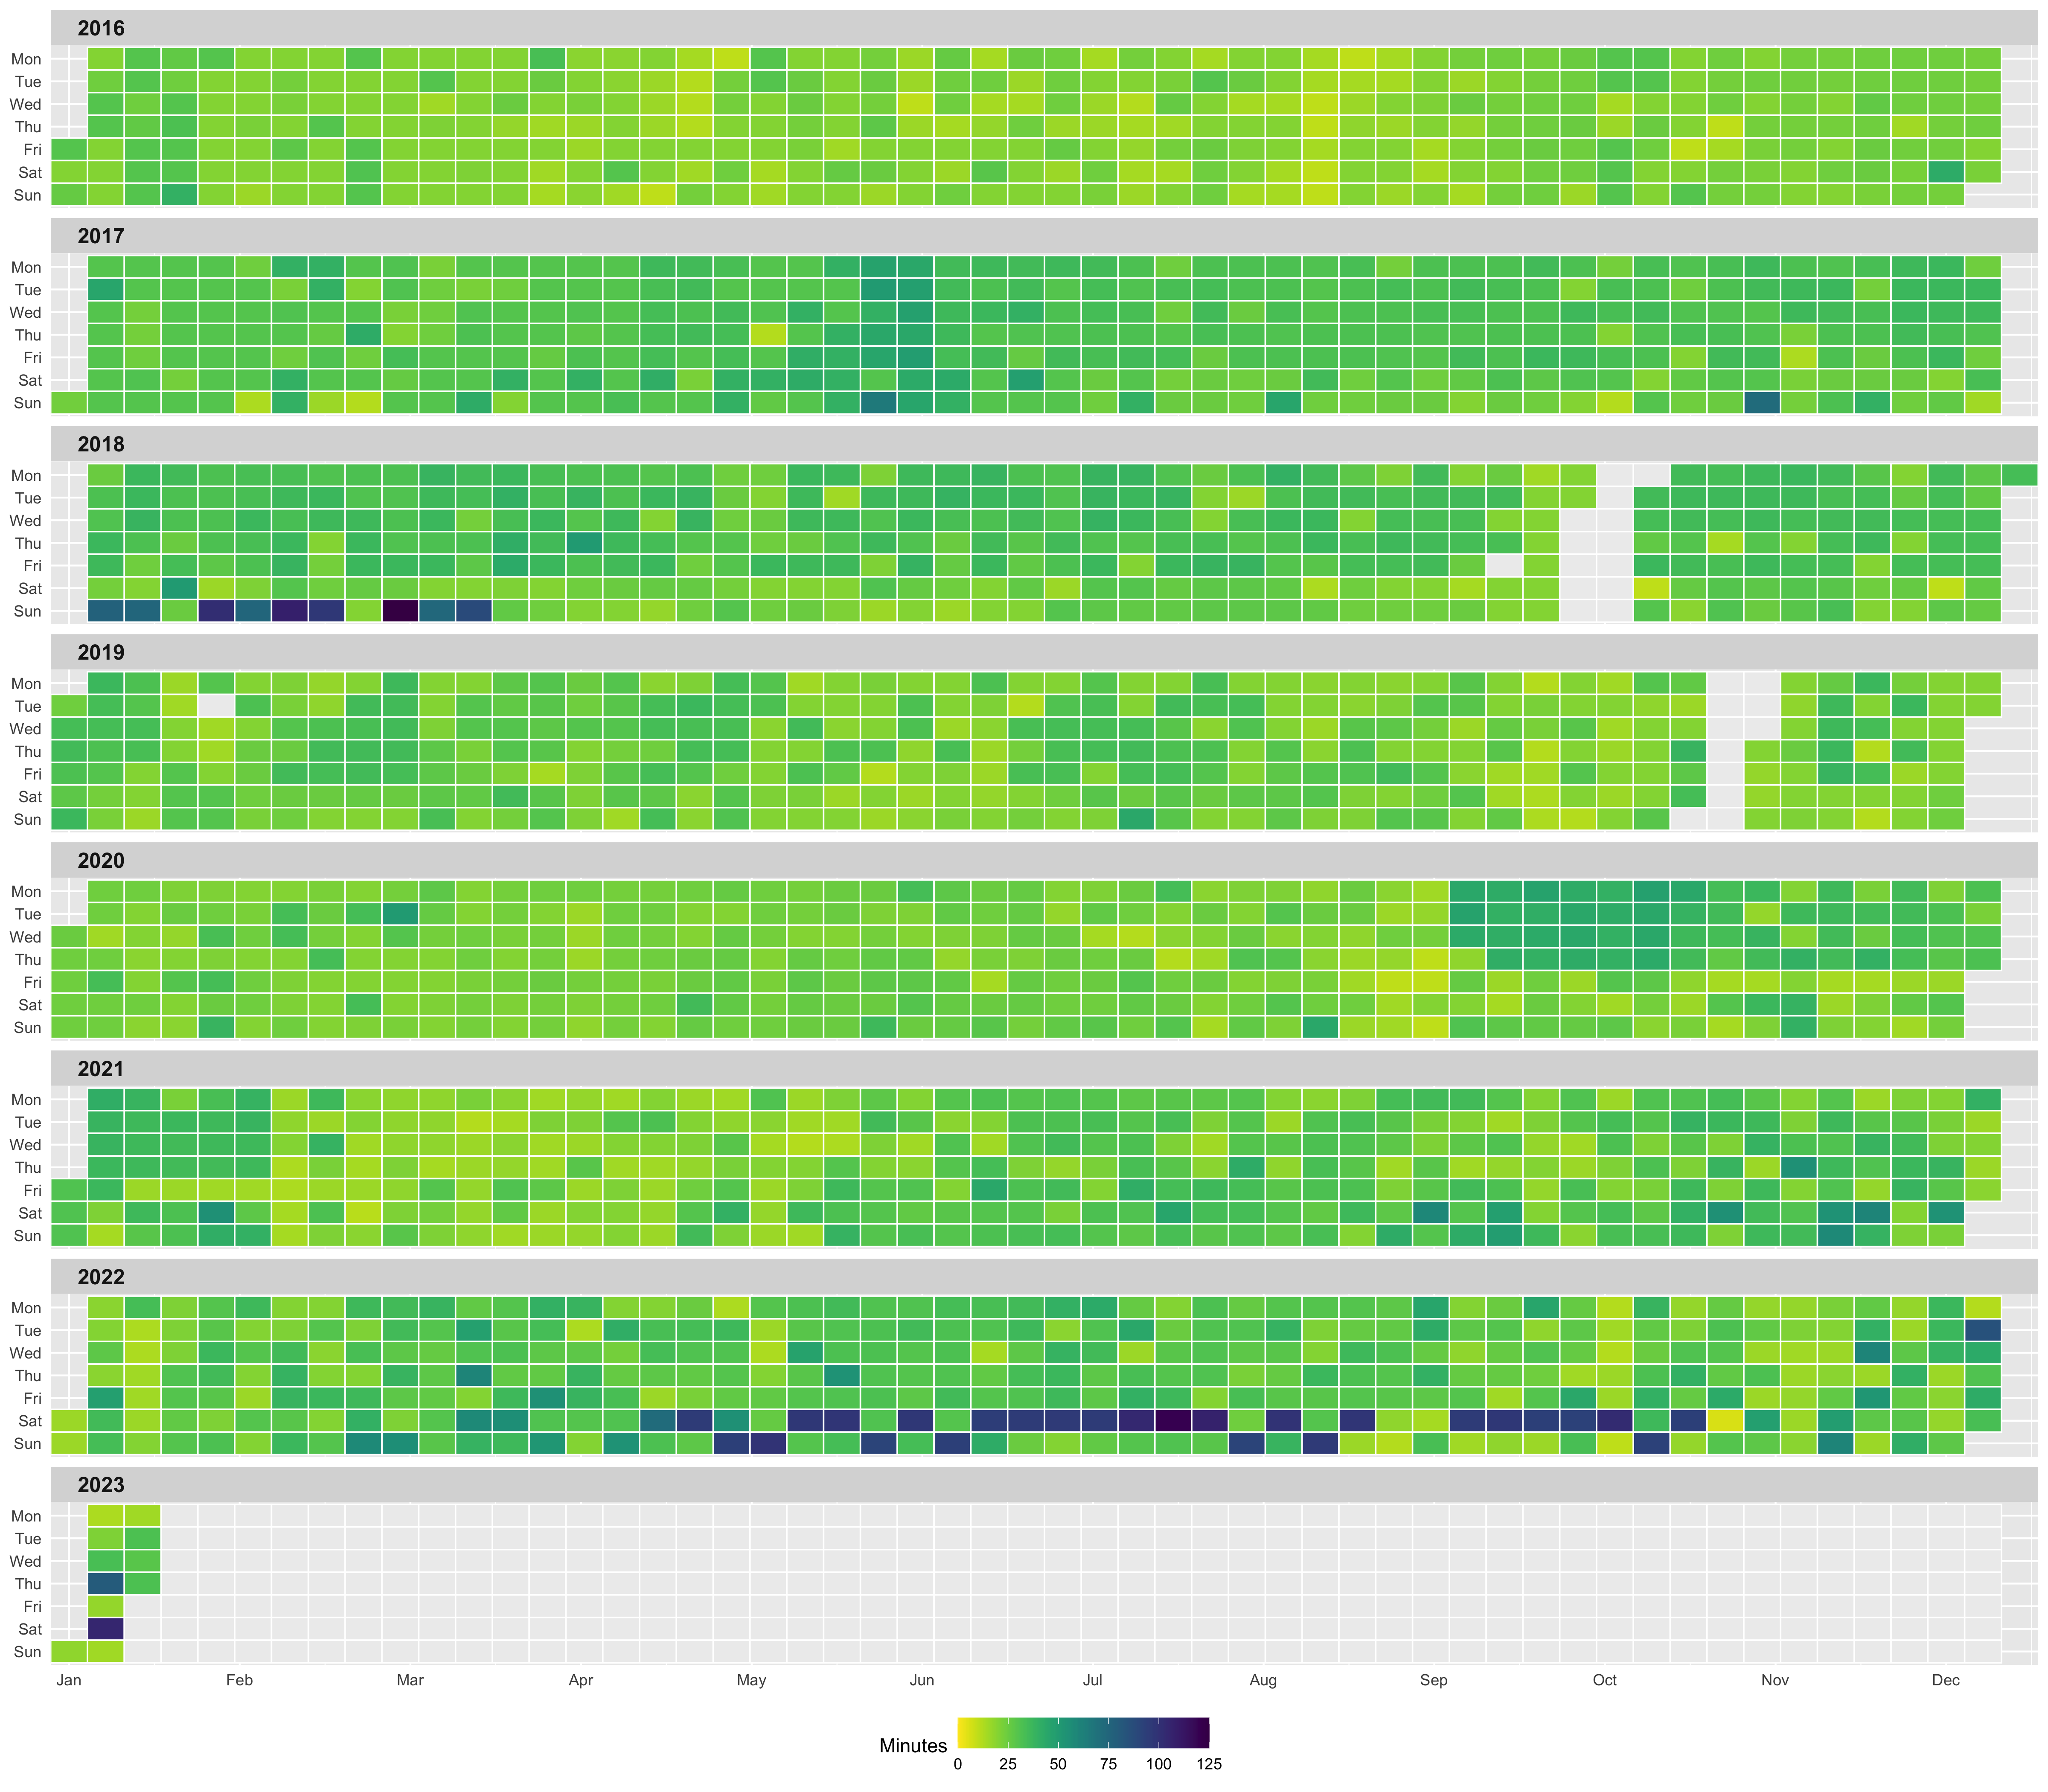 2016
Mon
Tue
Wed
Thu
Fri
Sat
Sun
2017
Mon
Tue
Wed
Thu
Fri
Sat
Sun
2018
Mon
Tue
Wed
Thu
Fri
Sat
Sun
2019
Mon
Tue
Wed
Thu
Fri
Sat
Sun
2020
Mon
Tue
Wed
Thu
Fri
Sat
Sun
2021
Mon
Tue
Wed
Thu
Fri
Sat
Sun
2022
Mon
Tue
Wed
Thu
Fri
Sat
Sun
2023
Mon
Tue
Wed
Thu
Fri
Sat
Sun
Jan Feb Mar Apr May Jun Jul Aug Sep Oct Nov Dec
Minutes
0 25 50 75 100 125